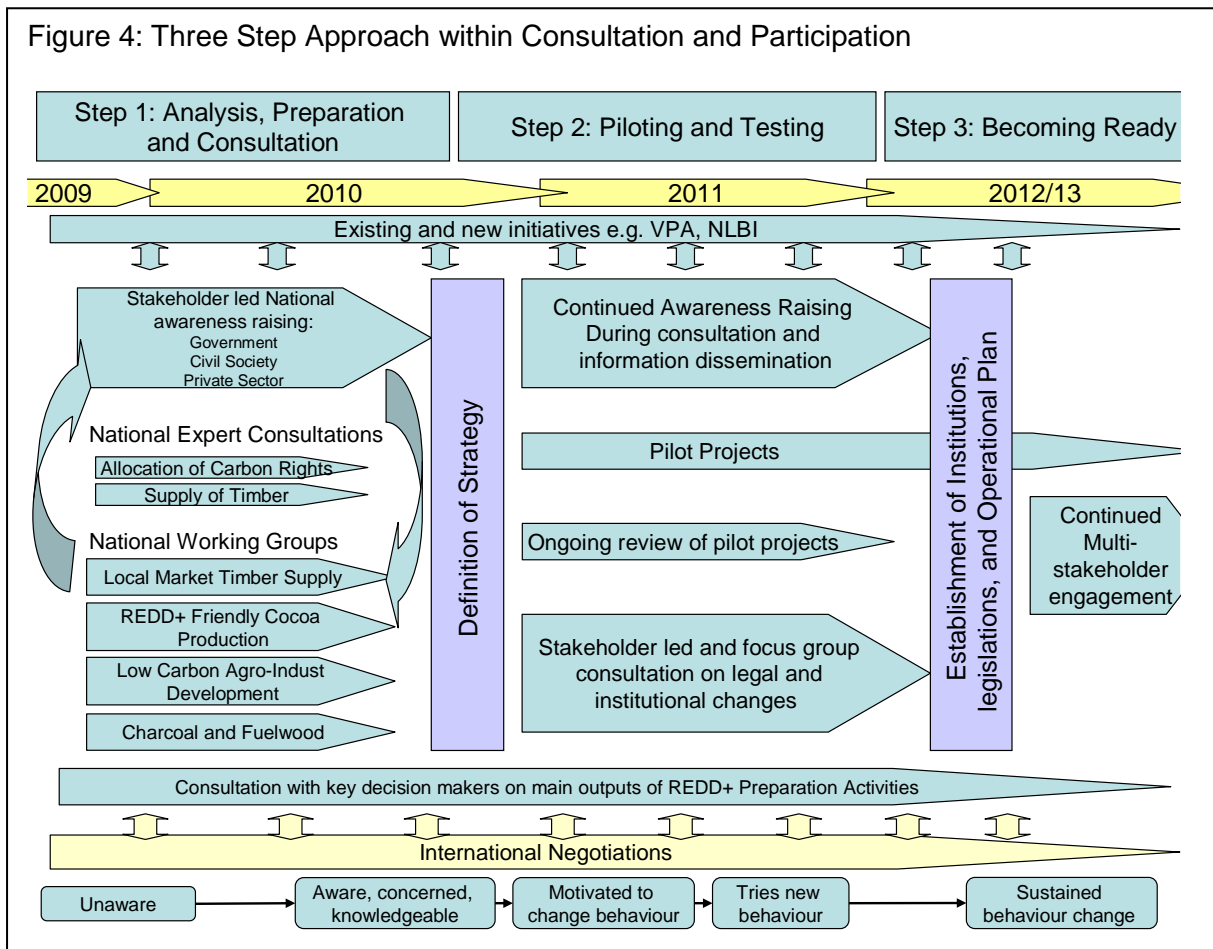 Figure 4: Three Step Approach within Consultation and Participation
Step 1: Analysis, Preparation
and Consultation
Step 2: Piloting and Testing
Step 3: Becoming Ready
2009
2010
2011
2012/13
Existing and new initiatives e.g. VPA, NLBI
Stakeholder led National
awareness raising:
Government
Civil Society
Private Sector
National Expert Consultations
Allocation of Carbon Rights
Supply of Timber
National Working Groups
Local Market Timber Supply
REDD+ Friendly Cocoa
Production
Low Carbon Agro-Indust
Development
Charcoal and Fuelwood
Definition of Strategy
Continued Awareness Raising
During consultation and
information dissemination
Pilot Projects
Ongoing review of pilot projects
Stakeholder led and focus group
consultation on legal and
institutional changes
Establishment of Institutions,
legislations, and Operational Plan
Continued
Multi-
stakeholder
engagement
Consultation with key decision makers on main outputs of REDD+ Preparation Activities
International Negotiations
Unaware
Aware, concerned,
knowledgeable
Motivated to
change behaviour
Tries new
behaviour
Sustained
behaviour change